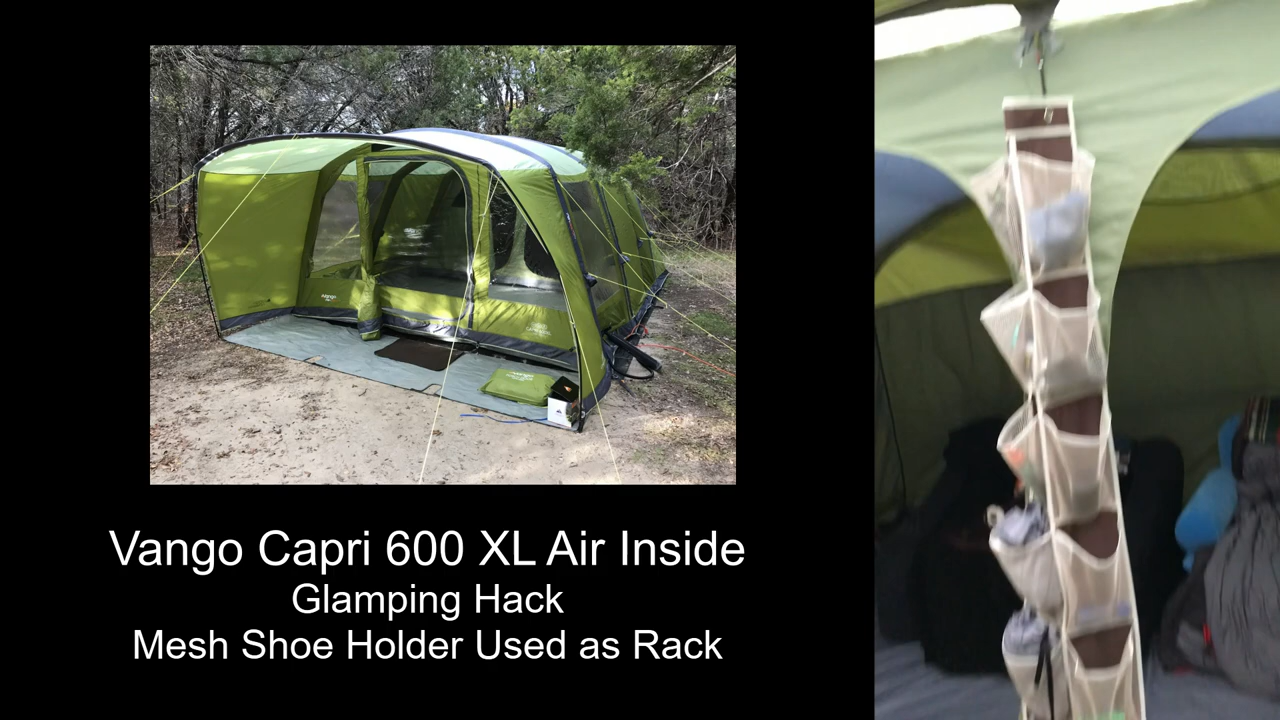 Vango Capri 600 XL Air Inside
Glamping Hack
Mesh Shoe Holder Used as Rack